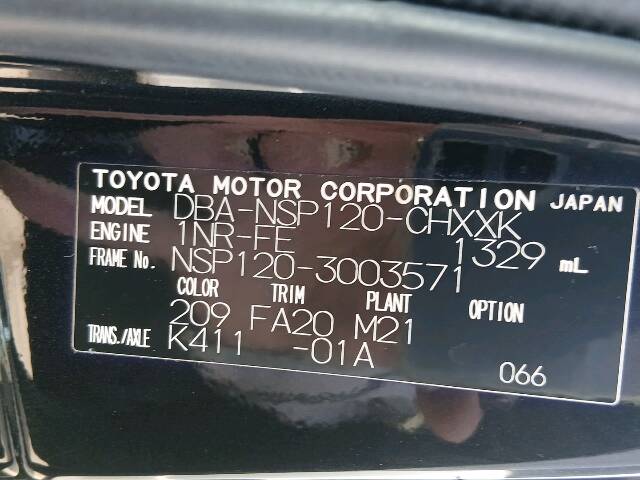 TOYOTA MOTOR CORPORATION JAPAN
MODEL DBA-NSP120-CHXXK
ENGINE 1NR-FE 1329 mL
FRAME No. NSP120-3003571
COLOR TRIM PLANT OPTION
209 FA20 M21
TRANS./AXLE K411 -01A
066